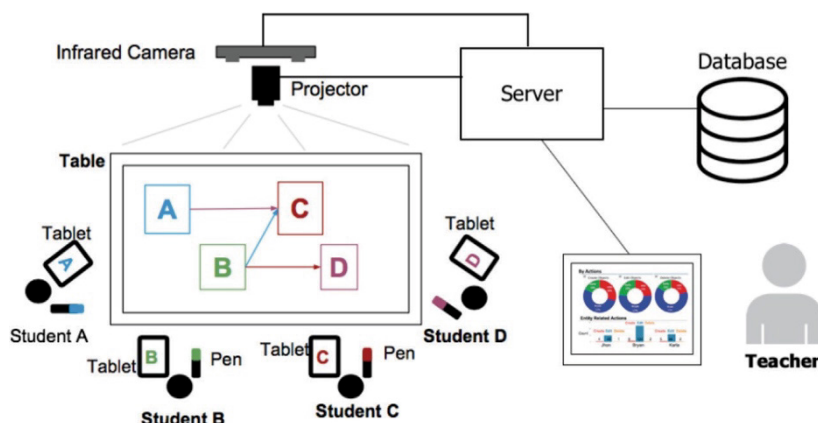 Infrared Camera
Projector
Server
Database
Table
A
C
B
D
Tablet
A
Student A
Tablet
B
Pen
Student B
Tablet
C
Pen
Student C
Tablet
D
Student D
By Actions
Entity Related Actions
Teacher